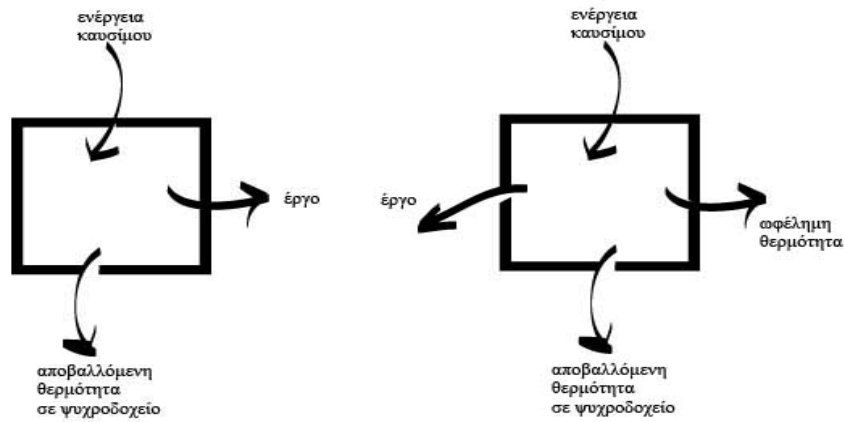 ενέργεια
καυσίμου
έργο
αποβαλλόμενη
θερμότητα
σε ψυχροδοχείο
ενέργεια
καυσίμου
έργο
ωφέλημη
θερμότητα
αποβαλλόμενη
θερμότητα
σε ψυχροδοχείο